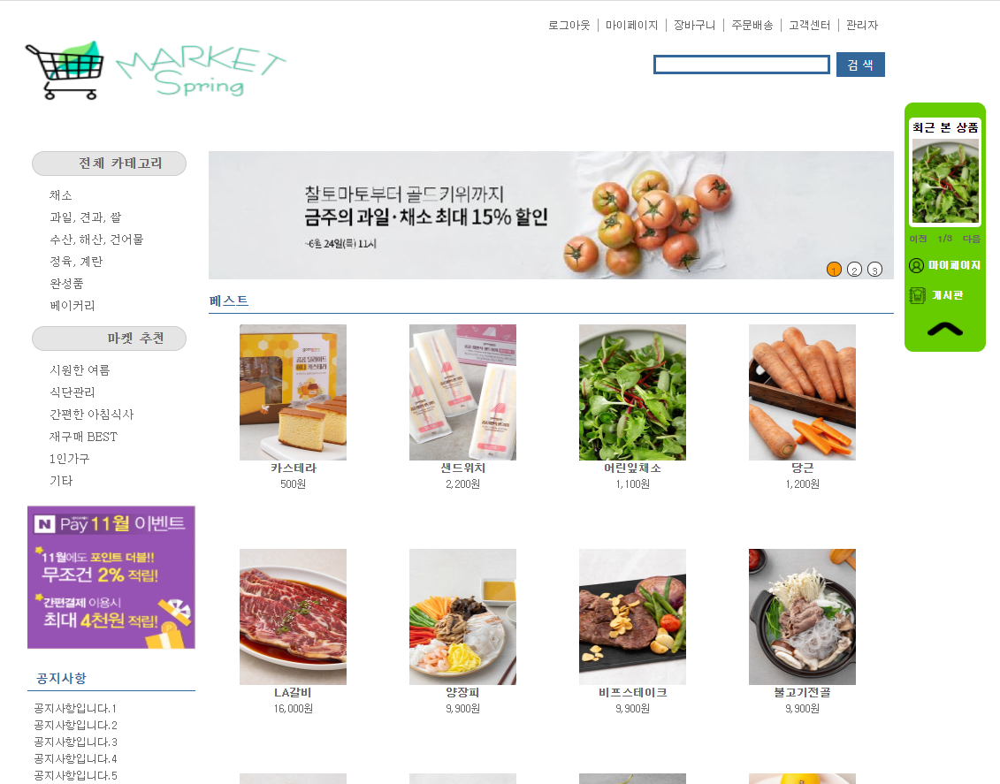 로그아웃 | 마이페이지 | 장바구니 | 주문배송 | 고객센터 | 관리자
MARKET
Spring
검 색
최근 본 상품
이전 1/3 다음
마이페이지
게시판
전체 카테고리
채소
과일, 견과, 쌀
수산, 해산, 건어물
정육, 계란
완성품
베이커리
마켓 추천
시원한 여름
식단관리
간편한 아침식사
재구매 BEST
1인가구
기타
N Pay 11월 이벤트
11월에도 포인트 더블!!
무조건 2% 적립!
간편결제 이용시
최대 4천원 적립!
공지사항
공지사항입니다.1
공지사항입니다.2
공지사항입니다.3
공지사항입니다.4
공지사항입니다.5
찰토마토부터 골드키위까지
금주의 과일·채소 최대 15% 할인
~6월 24일(목) 11시
1 2 3
베스트
카스테라 샌드위치 어린잎채소 당근
500원 2,200원 1,100원 1,200원
LA갈비 양장피 비프스테이크 불고기전골
16,000원 9,900원 9,900원 9,900원